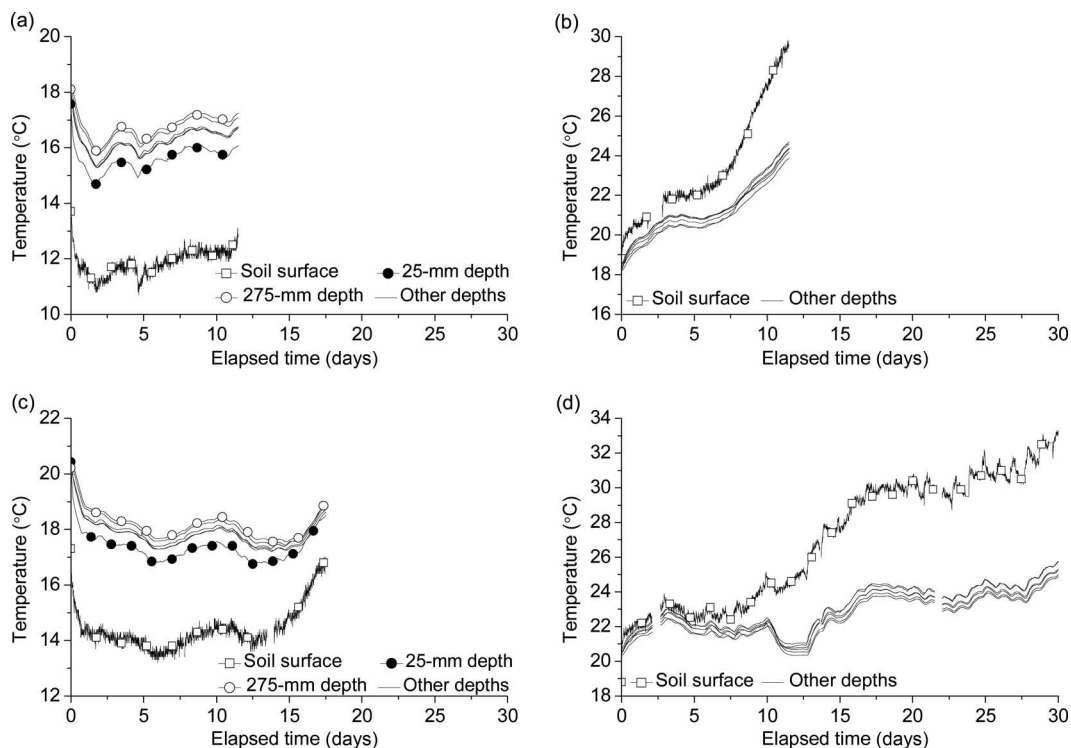 (a)
20
18
16
14
12
10
Temperature (°C)
Soil surface
25-mm depth
275-mm depth
Other depths
0 5 10 15 20 25 30
Elapsed time (days)
(b)
30
28
26
24
22
20
18
16
Temperature (°C)
Soil surface
Other depths
0 5 10 15 20 25 30
Elapsed time (days)
(c)
22
20
18
16
14
12
Temperature (°C)
Soil surface
25-mm depth
275-mm depth
Other depths
0 5 10 15 20 25 30
Elapsed time (days)
(d)
34
32
30
28
26
24
22
20
18
Temperature (°C)
Soil surface
Other depths
0 5 10 15 20 25 30
Elapsed time (days)